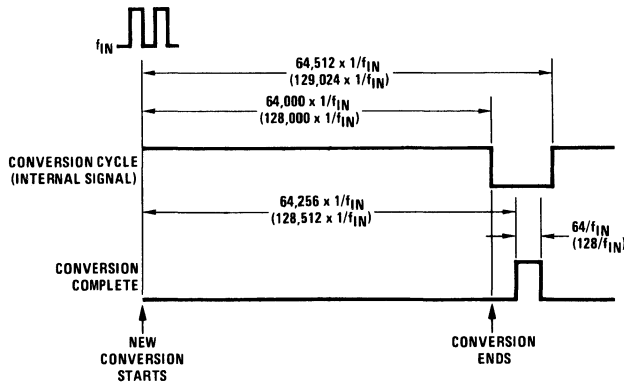 fIN
64,512 x 1/fIN
(129,024 x 1/fIN)
64,000 x 1/fIN
(128,000 x 1/fIN)
CONVERSION CYCLE
(INTERNAL SIGNAL)
64,256 x 1/fIN
(128,512 x 1/fIN)
64/fIN
(128/fIN)
CONVERSION
COMPLETE
NEW
CONVERSION
STARTS
CONVERSION
ENDS